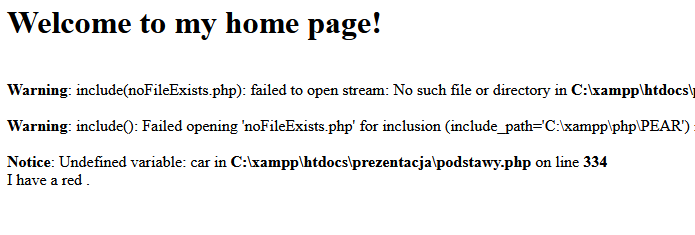 Welcome to my home page!
Warning: include(noFileExists.php): failed to open stream: No such file or directory in C:\xampp\htdocs\
Warning: include(): Failed opening 'noFileExists.php' for inclusion (include_path='C:\xampp\php\PEAR')
Notice: Undefined variable: car in C:\xampp\htdocs\prezentacja\podstawy.php on line 334
I have a red .